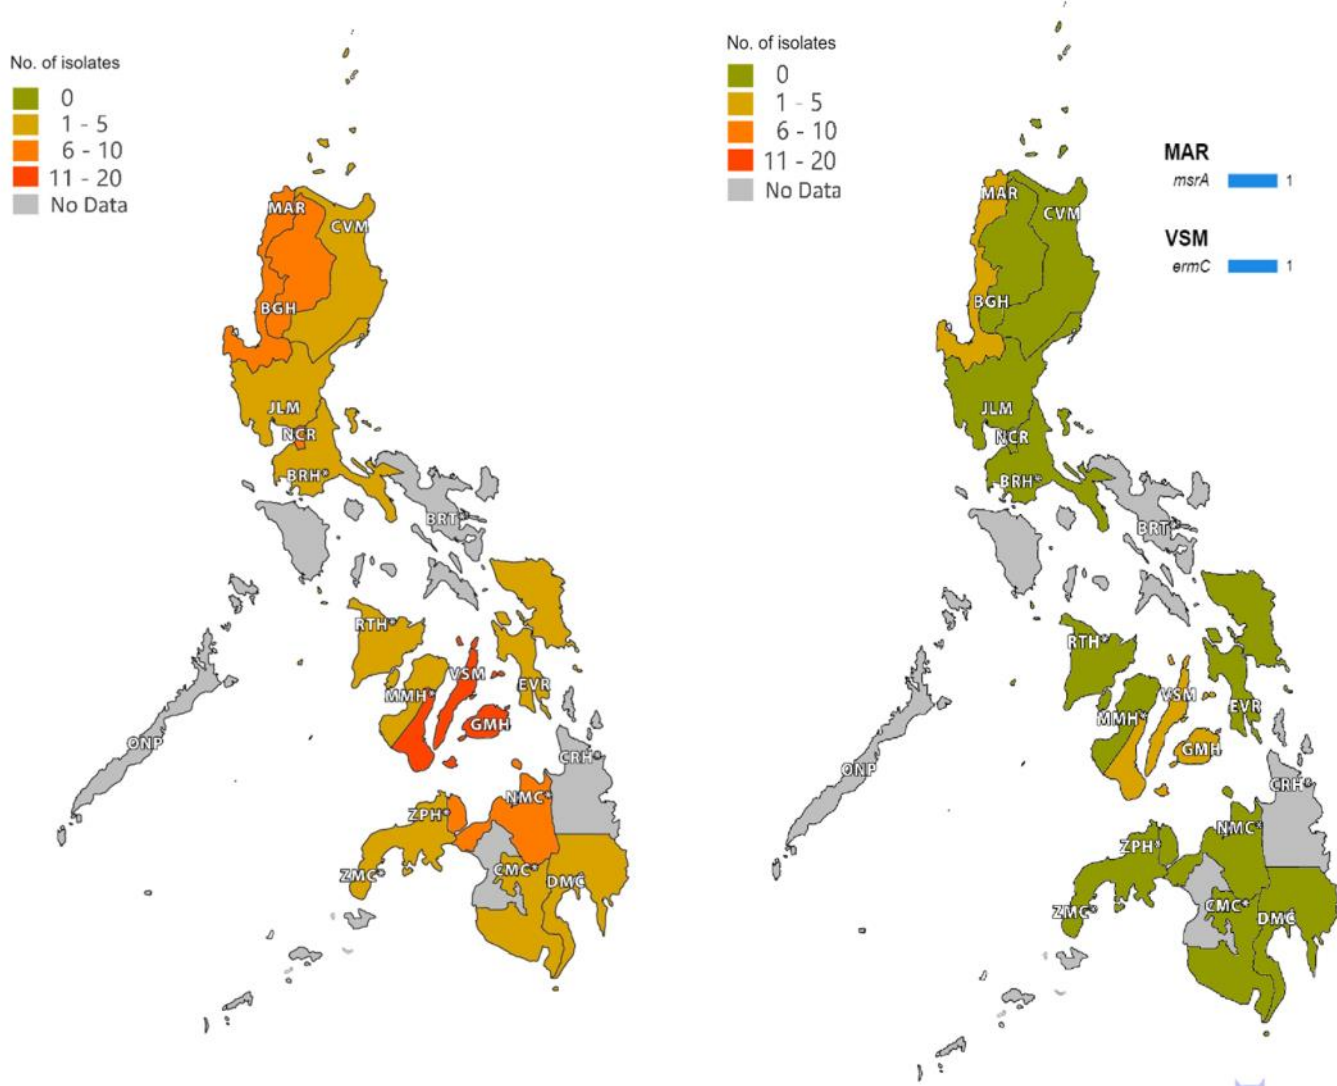 No. of isolates
0
1 - 5
6 - 10
11 - 20
No Data
MAR
CVM
BGH
JLM
NCR
BRH*
BRT*
RTH*
VSM
MMH*
EVR
GMH
ONP
CRH*
NMC*
ZPH*
CMC*
ZMC*
DMC
No. of isolates
0
1 - 5
6 - 10
11 - 20
No Data
MAR
msrA 1
VSM
ermC 1
MAR
CVM
BGH
JLM
NCR
BRH*
BRT*
RTH*
VSM
MMH*
EVR
GMH
ONP
CRH*
NMC*
ZPH*
CMC*
ZMC*
DMC